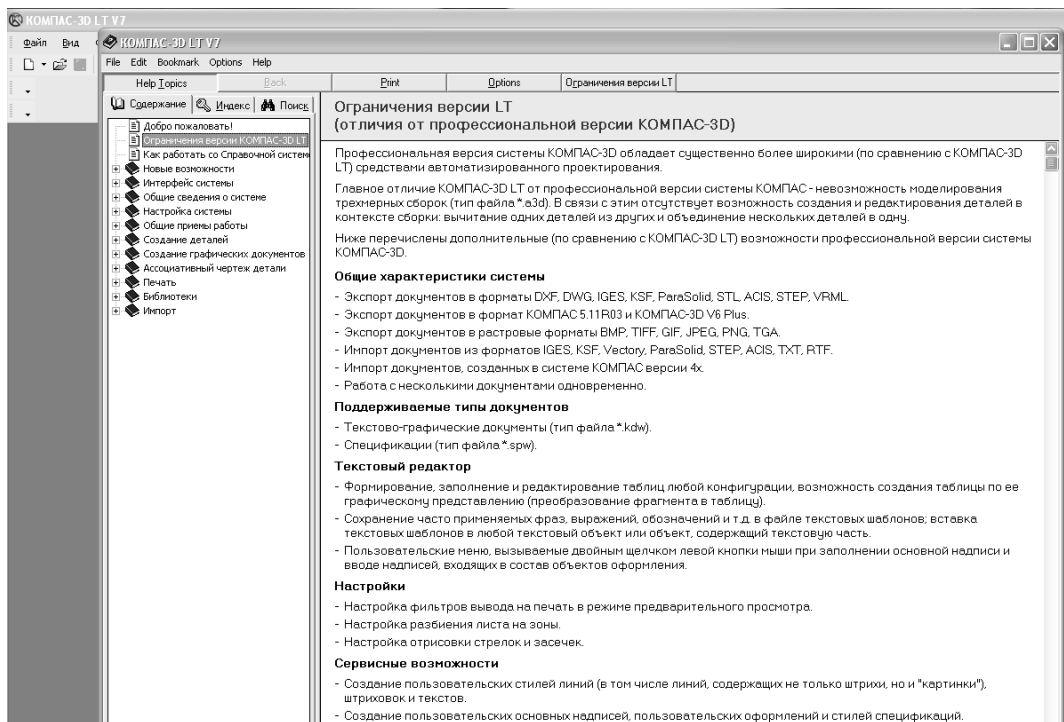 КОМПАС-3D LT V7
Файл Вид
КОМПАС-3D LT V7
File Edit Bookmark Options Help
Help Topics Back Print Options Ограничения версии LT
Содержание Индекс Поиск
Добро пожаловать!
Ограничения версии КОМПАС-3D LT
Как работать со Справочной систем
Новые возможности
Интерфейс системы
Общие сведения о системе
Настройка системы
Общие приемы работы
Создание деталей
Создание графических документов
Ассоциативный чертеж детали
Печать
Библиотеки
Импорт
Ограничения версии LT
(отличия от профессиональной версии КОМПАС-3D)
Профессиональная версия системы КОМПАС-3D обладает существенно более широкими (по сравнению с КОМПАС-3D
LT) средствами автоматизированного проектирования.
Главное отличие КОМПАС-3D LT от профессиональной версии системы КОМПАС - невозможность моделирования
трехмерных сборок (тип файла *.a3d). В связи с этим отсутствует возможность создания и редактирования деталей в
контексте сборки: вычитание одних деталей из других и объединение нескольких деталей в одну.
Ниже перечислены дополнительные (по сравнению с КОМПАС-3D LT) возможности профессиональной версии системы
КОМПАС-3D.
Общие характеристики системы
- Экспорт документов в форматы DXF, DWG, IGES, KSF, ParaSolid, STL, ACIS, STEP, VRML.
- Экспорт документов в формат КОМПАС 5.11R03 и КОМПАС-3D V6 Plus.
- Экспорт документов в растровые форматы BMP, TIFF, GIF, JPEG, PNG, TGA.
- Импорт документов из форматов IGES, KSF, Vectory, ParaSolid, STEP, ACIS, TXT, RTF.
- Импорт документов, созданных в системе КОМПАС версии 4x.
- Работа с несколькими документами одновременно.
Поддерживаемые типы документов
- Текстово-графические документы (тип файла *.kdw).
- Спецификации (тип файла *.spw).
Текстовый редактор
- Формирование, заполнение и редактирование таблиц любой конфигурации, возможность создания таблицы по ее
графическому представлению (преобразование фрагмента в таблицу).
- Сохранение часто применяемых фраз, выражений, обозначений и т.д. в файле текстовых шаблонов; вставка
текстовых шаблонов в любой текстовый объект или объект, содержащий текстовую часть.
- Пользовательские меню, вызываемые двойным щелчком левой кнопки мыши при заполнении основной надписи и
вводе надписей, входящих в состав объектов оформления.
Настройки
- Настройка фильтров вывода на печать в режиме предварительного просмотра.
- Настройка разбиения листа на зоны.
- Настройка отрисовки стрелок и засечек.
Сервисные возможности
- Создание пользовательских стилей линий (в том числе линий, содержащих не только штрихи, но и "картинки"),
штриховок и текстов.
- Создание пользовательских основных надписей, пользовательских оформлений и стилей спецификаций.